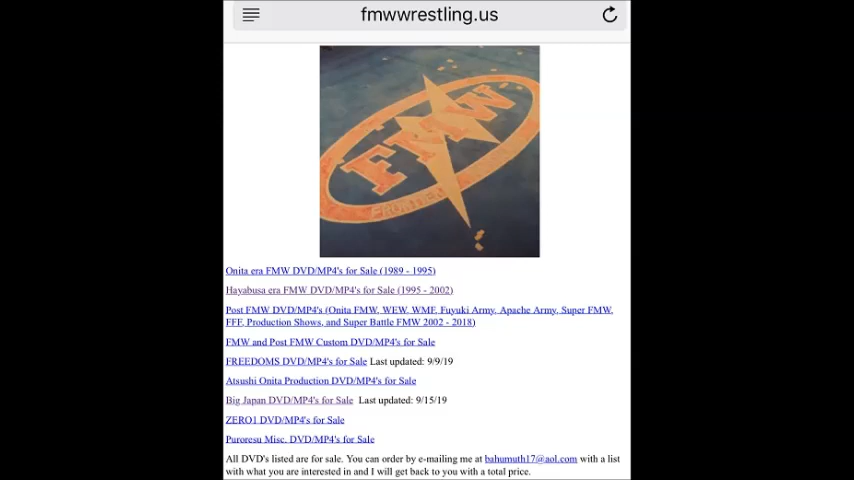 fmwwrestling.us
FMW
FRONTIER
Onita era FMW DVD/MP4's for Sale (1989 - 1995)
Hayabusa era FMW DVD/MP4's for Sale (1995 - 2002)
Post FMW DVD/MP4's (Onita FMW, WEW, WMF, Fuyuki Army, Apache Army, Super FMW,
FFF, Production Shows, and Super Battle FMW 2002 - 2018)
FMW and Post FMW Custom DVD/MP4's for Sale
FREEDOMS DVD/MP4's for Sale Last updated: 9/9/19
Atsushi Onita Production DVD/MP4's for Sale
Big Japan DVD/MP4's for Sale Last updated: 9/15/19
ZERO1 DVD/MP4's for Sale
Puroresu Misc. DVD/MP4's for Sale
All DVD's listed are for sale. You can order by e-mailing me at bahumuth17@aol.com with a list
with what you are interested in and I will get back to you with a total price.